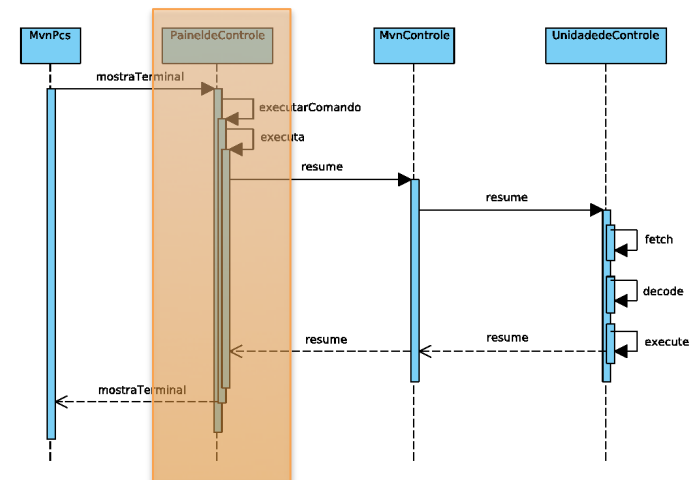 MvnPcs
PaineldeControle
MvnControle
UnidadedeControle
mostraTerminal
executarComando
executa
resume
resume
fetch
decode
execute
resume
resume
mostraTerminal